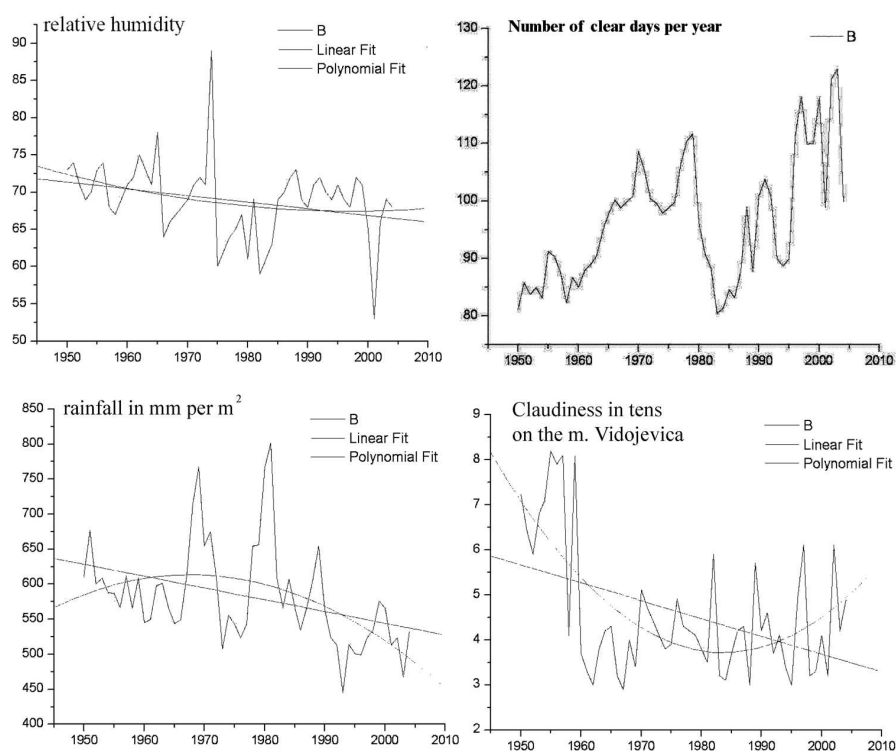 relative humidity
B
Linear Fit
Polynomial Fit
90
85
80
75
70
65
60
55
50
1950 1960 1970 1980 1990 2000 2010
Number of clear days per year
B
130
120
110
100
90
80
1950 1960 1970 1980 1990 2000 2010
rainfall in mm per m²
B
Linear Fit
Polynomial Fit
850
800
750
700
650
600
550
500
450
400
1950 1960 1970 1980 1990 2000 2010
Claudiness in tens
on the m. Vidojevica
B
Linear Fit
Polynomial Fit
9
8
7
6
5
4
3
2
1950 1960 1970 1980 1990 2000 2010